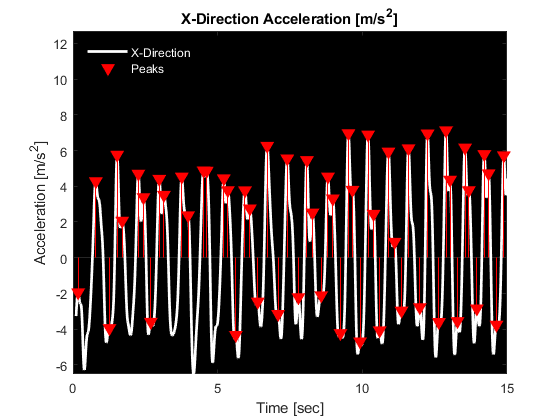 X-Direction Acceleration [m/s²]
X-Direction
Peaks
12
10
8
6
4
2
0
-2
-4
-6
Acceleration [m/s²]
0
5
10
15
Time [sec]